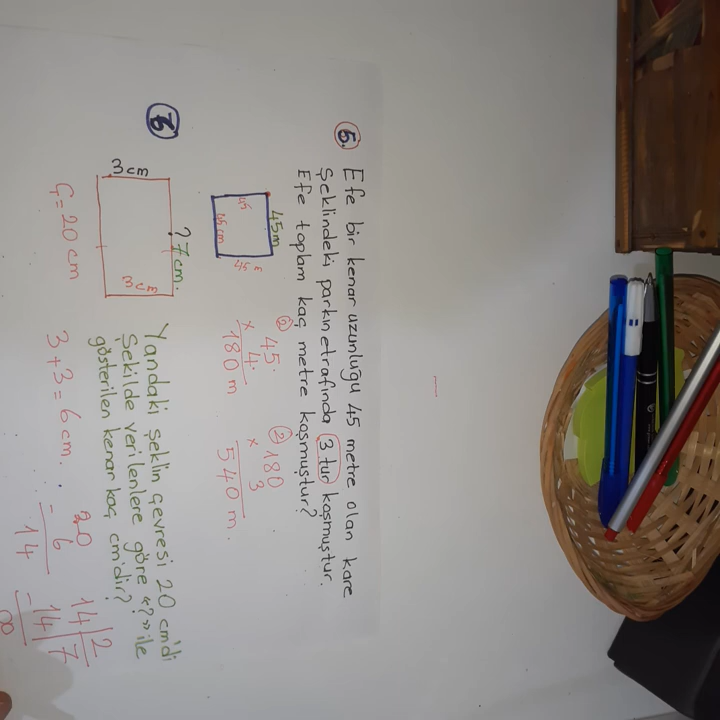 5. Efe bir kenar uzunluğu 45 metre olan kare
şeklindeki parkın etrafında 3 tur koşmuştur.
Efe toplam kaç metre koşmuştur?
45m
45
45 cm
45 m
① 45
x 4
180 m
② 180
x 3
540 m.
6
3 cm
? 7 cm.
3 cm
Ç = 20 cm
Yandaki şeklin çevresi 20 cm'di
Şekilde verilenlere göre "?" ile
gösterilen kenar kaç cm'dir?
3+3=6 cm.
20
- 6
14
14 2
- 14 7
00